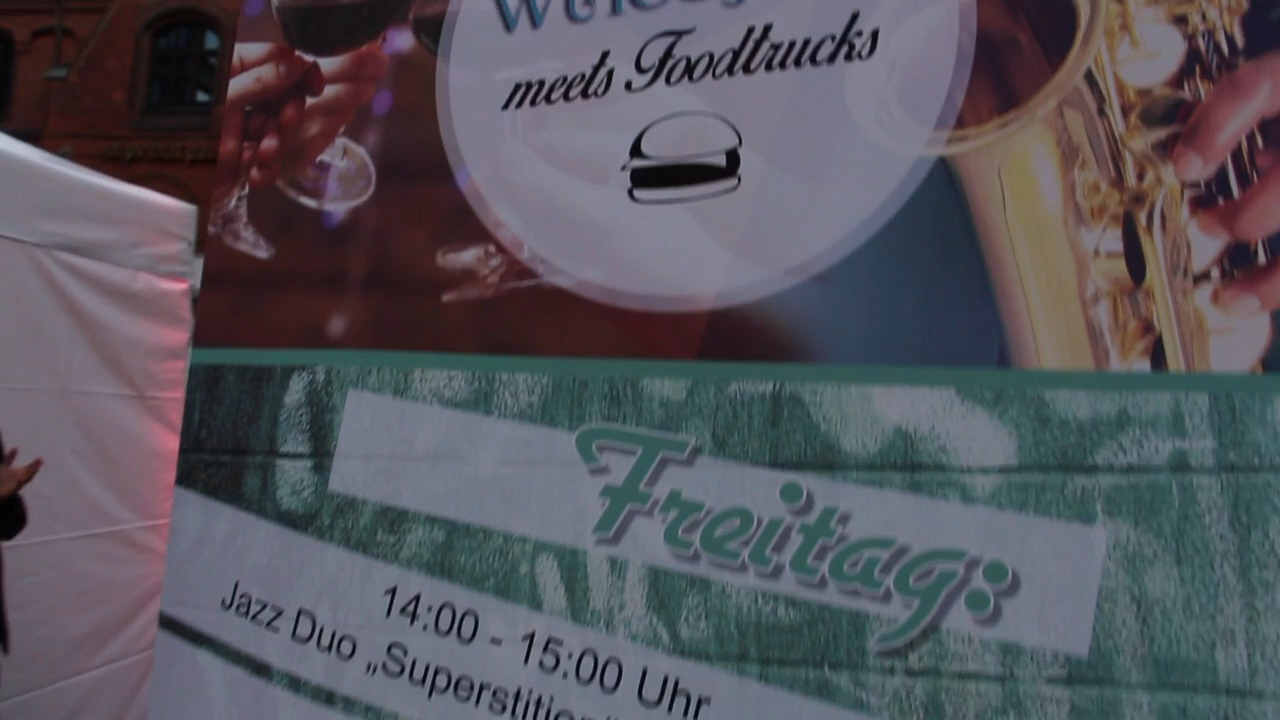 meets Foodtrucks
Freitag:
14:00 - 15:00 Uhr
Jazz Duo „Superstition“